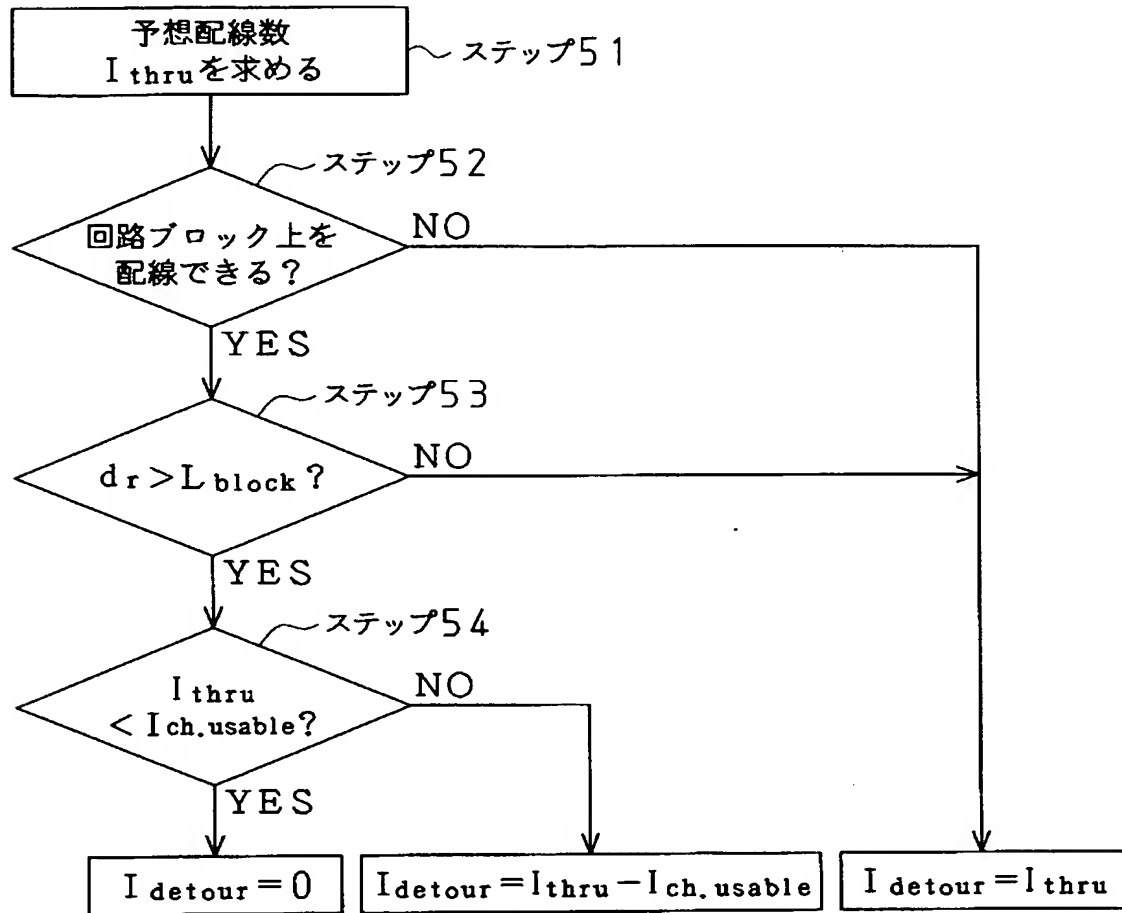 予想配線数
I thruを求める
ステップ51
ステップ52
回路ブロック上を
配線できる?
NO
YES
ステップ53
dr>L block?
NO
YES
ステップ54
I thru
< I ch.usable?
NO
YES
I detour=0
I detour=I thru−I ch.usable
I detour=I thru